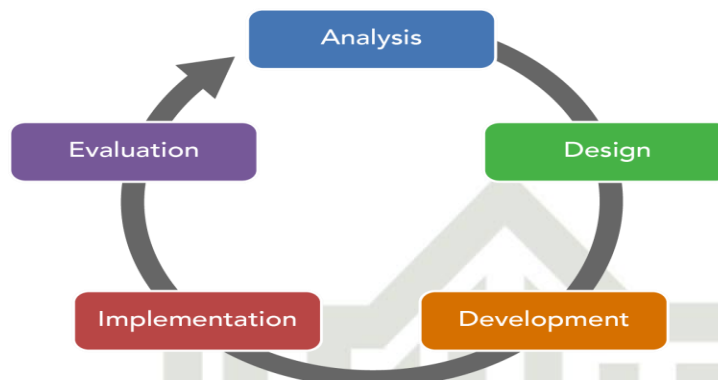 Analysis
Design
Development
Implementation
Evaluation